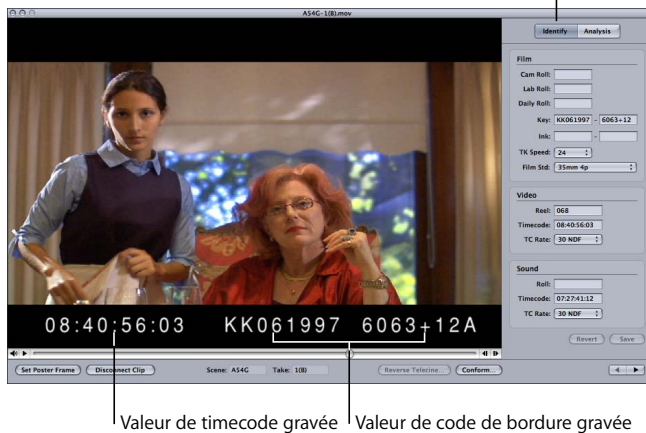 A54G-1(8).mov
Identify Analysis
Film
Cam Roll:
Lab Roll:
Daily Roll:
Key: KK061997 - 6063+12
Ink: -
TK Speed: 24
Film Std: 35mm 4p
Video
Reel: 068
Timecode: 08:40:56:03
TC Rate: 30 NDF
Sound
Roll:
Timecode: 07:27:41:12
TC Rate: 30 NDF
Revert Save
08:40:56:03 KK061997 6063+12A
Set Poster Frame Disconnect Clip Scene: A54G Take: 1(8) Reverse Telecine... Conform...
Valeur de timecode gravée Valeur de code de bordure gravée